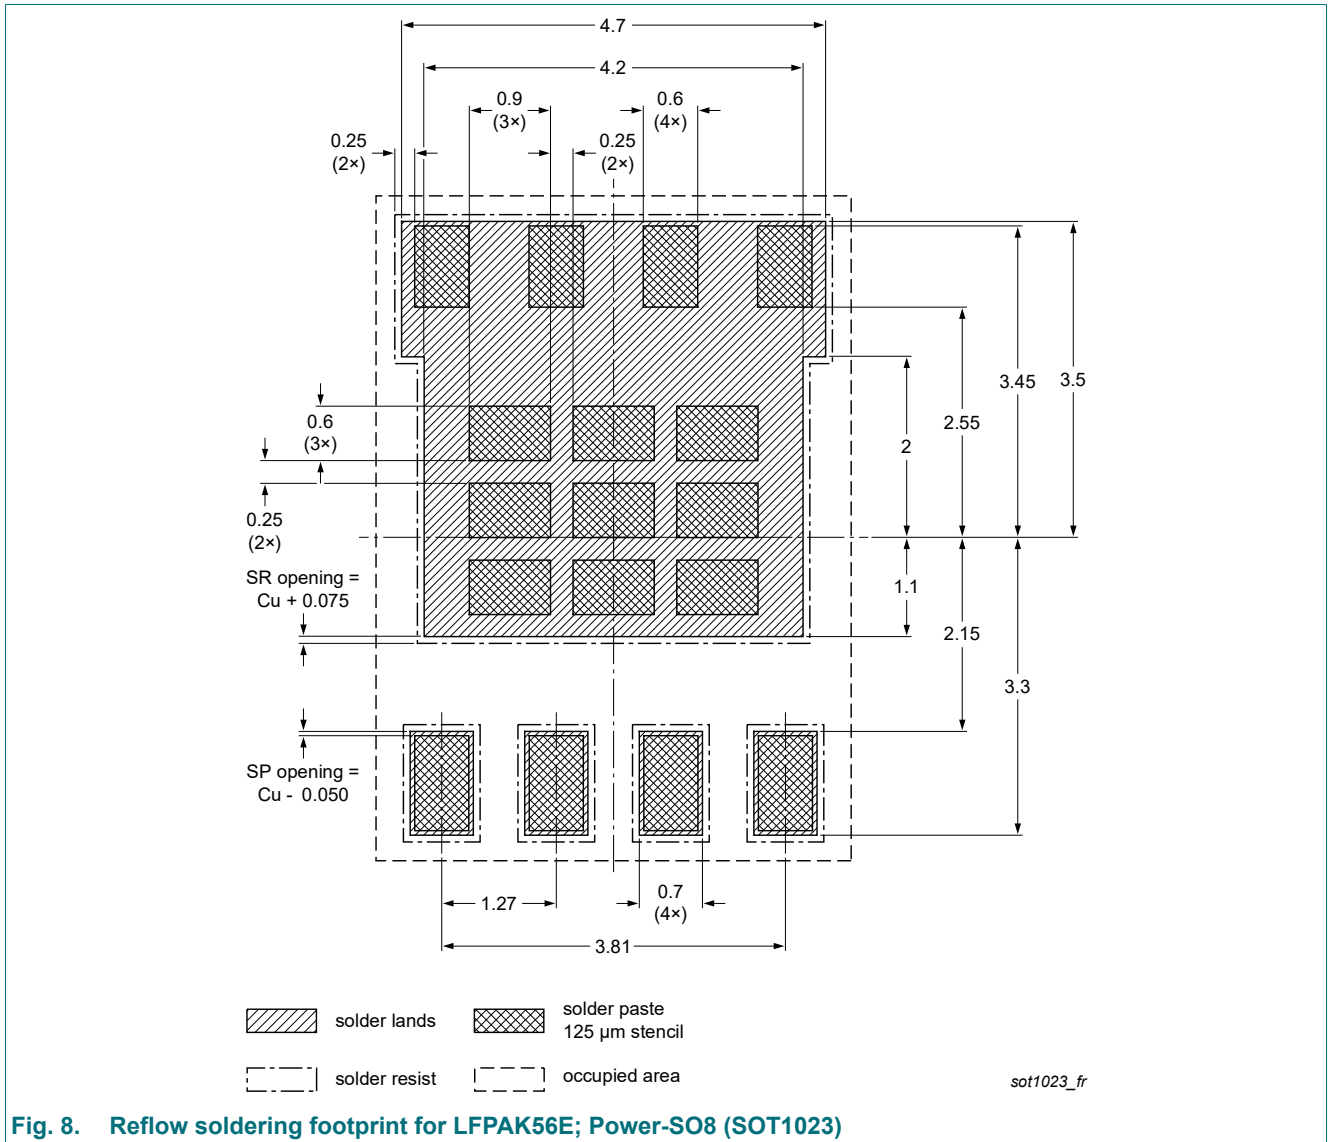 4.7
4.2
0.9
(3×)
0.6
(4×)
0.25
(2×)
0.25
(2×)
3.45
3.5
2.55
2
0.6
(3×)
0.25
(2×)
SR opening =
Cu + 0.075
1.1
2.15
3.3
SP opening =
Cu - 0.050
1.27
0.7
(4×)
3.81
solder lands
solder paste
125 µm stencil
solder resist
occupied area
sot1023_fr
Fig. 8. Reflow soldering footprint for LFPAK56E; Power-SO8 (SOT1023)